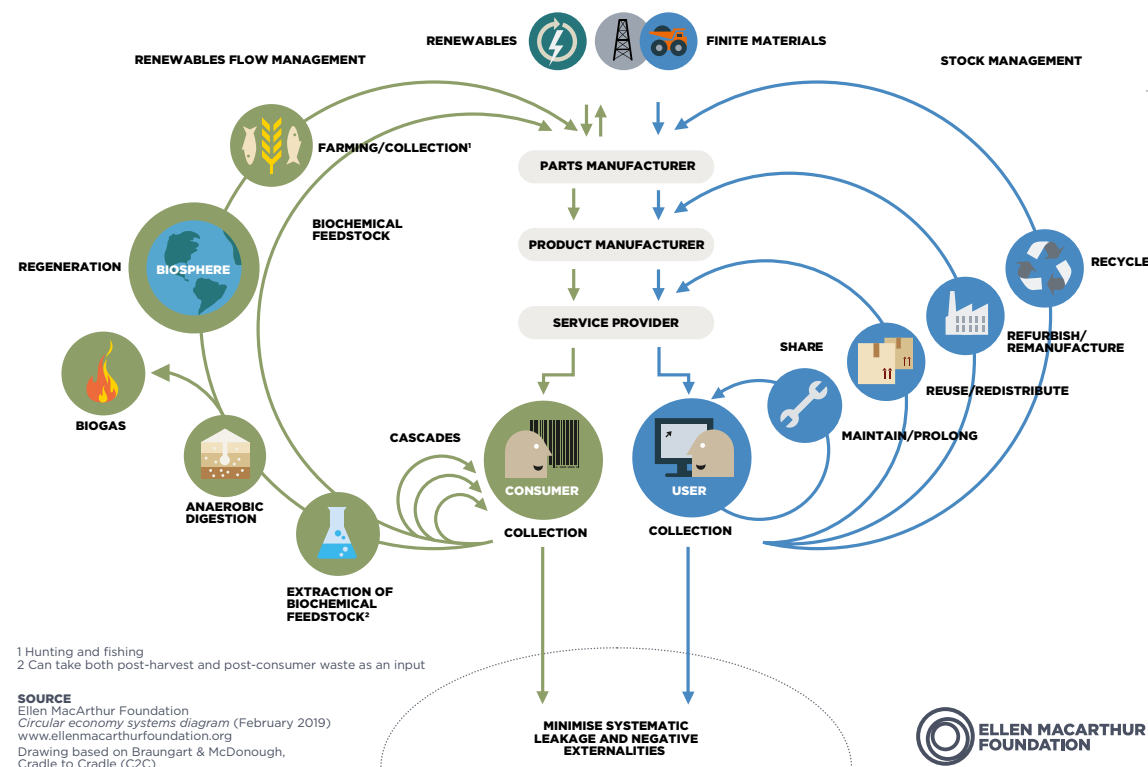 RENEWABLES
FINITE MATERIALS
RENEWABLES FLOW MANAGEMENT
STOCK MANAGEMENT
FARMING/COLLECTION¹
PARTS MANUFACTURER
BIOCHEMICAL
FEEDSTOCK
PRODUCT MANUFACTURER
REGENERATION
BIOSPHERE
RECYCLE
SERVICE PROVIDER
SHARE
REFURBISH/
REMANUFACTURE
REUSE/REDISTRIBUTE
BIOGAS
CASCADES
MAINTAIN/PROLONG
CONSUMER
USER
ANAEROBIC
DIGESTION
COLLECTION
COLLECTION
EXTRACTION OF
BIOCHEMICAL
FEEDSTOCK²
1 Hunting and fishing
2 Can take both post-harvest and post-consumer waste as an input
SOURCE
Ellen MacArthur Foundation
Circular economy systems diagram (February 2019)
www.ellenmacarthurfoundation.org
Drawing based on Braungart & McDonough,
Cradle to Cradle (C2C)
MINIMISE SYSTEMATIC
LEAKAGE AND NEGATIVE
EXTERNALITIES
ELLEN MACARTHUR
FOUNDATION